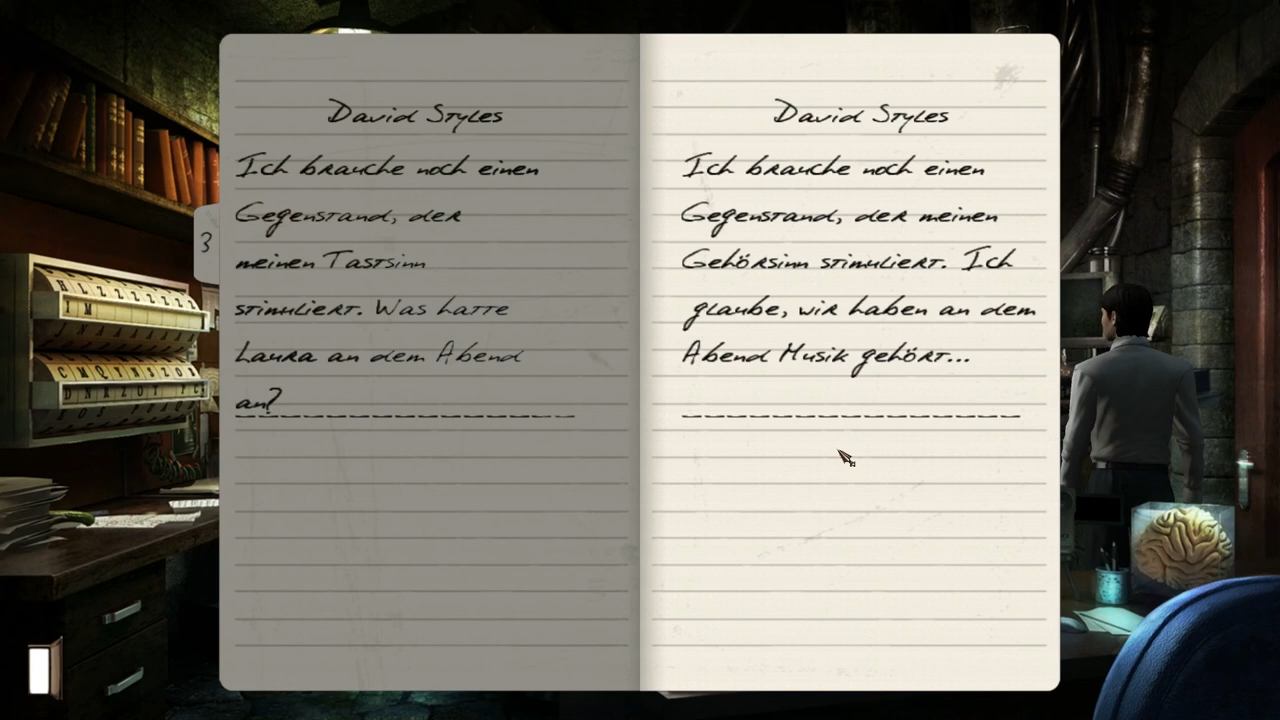 David Styles
Ich brauche noch einen
Gegenstand, der
meinen Tastsinn
stimuliert. Was hatte
Laura an dem Abend
an?
David Styles
Ich brauche noch einen
Gegenstand, der meinen
Gehörsinn stimuliert. Ich
glaube, wir haben an dem
Abend Musik gehört...
3